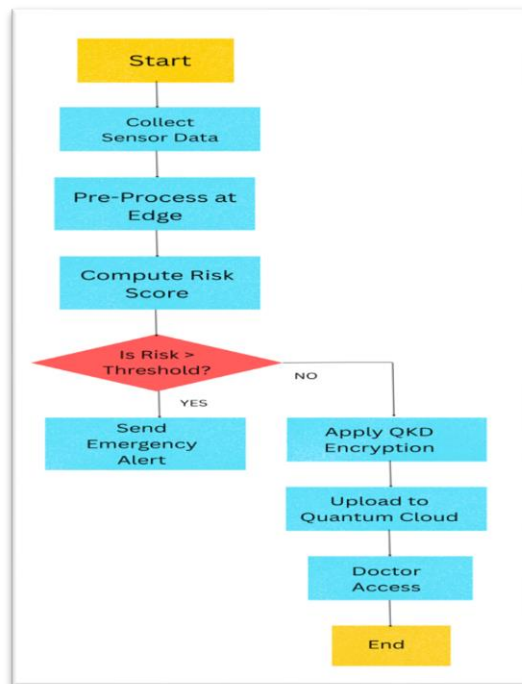 Start
Collect
Sensor Data
Pre-Process at
Edge
Compute Risk
Score
Is Risk >
Threshold?
NO
YES
Send
Emergency
Alert
Apply QKD
Encryption
Upload to
Quantum Cloud
Doctor
Access
End